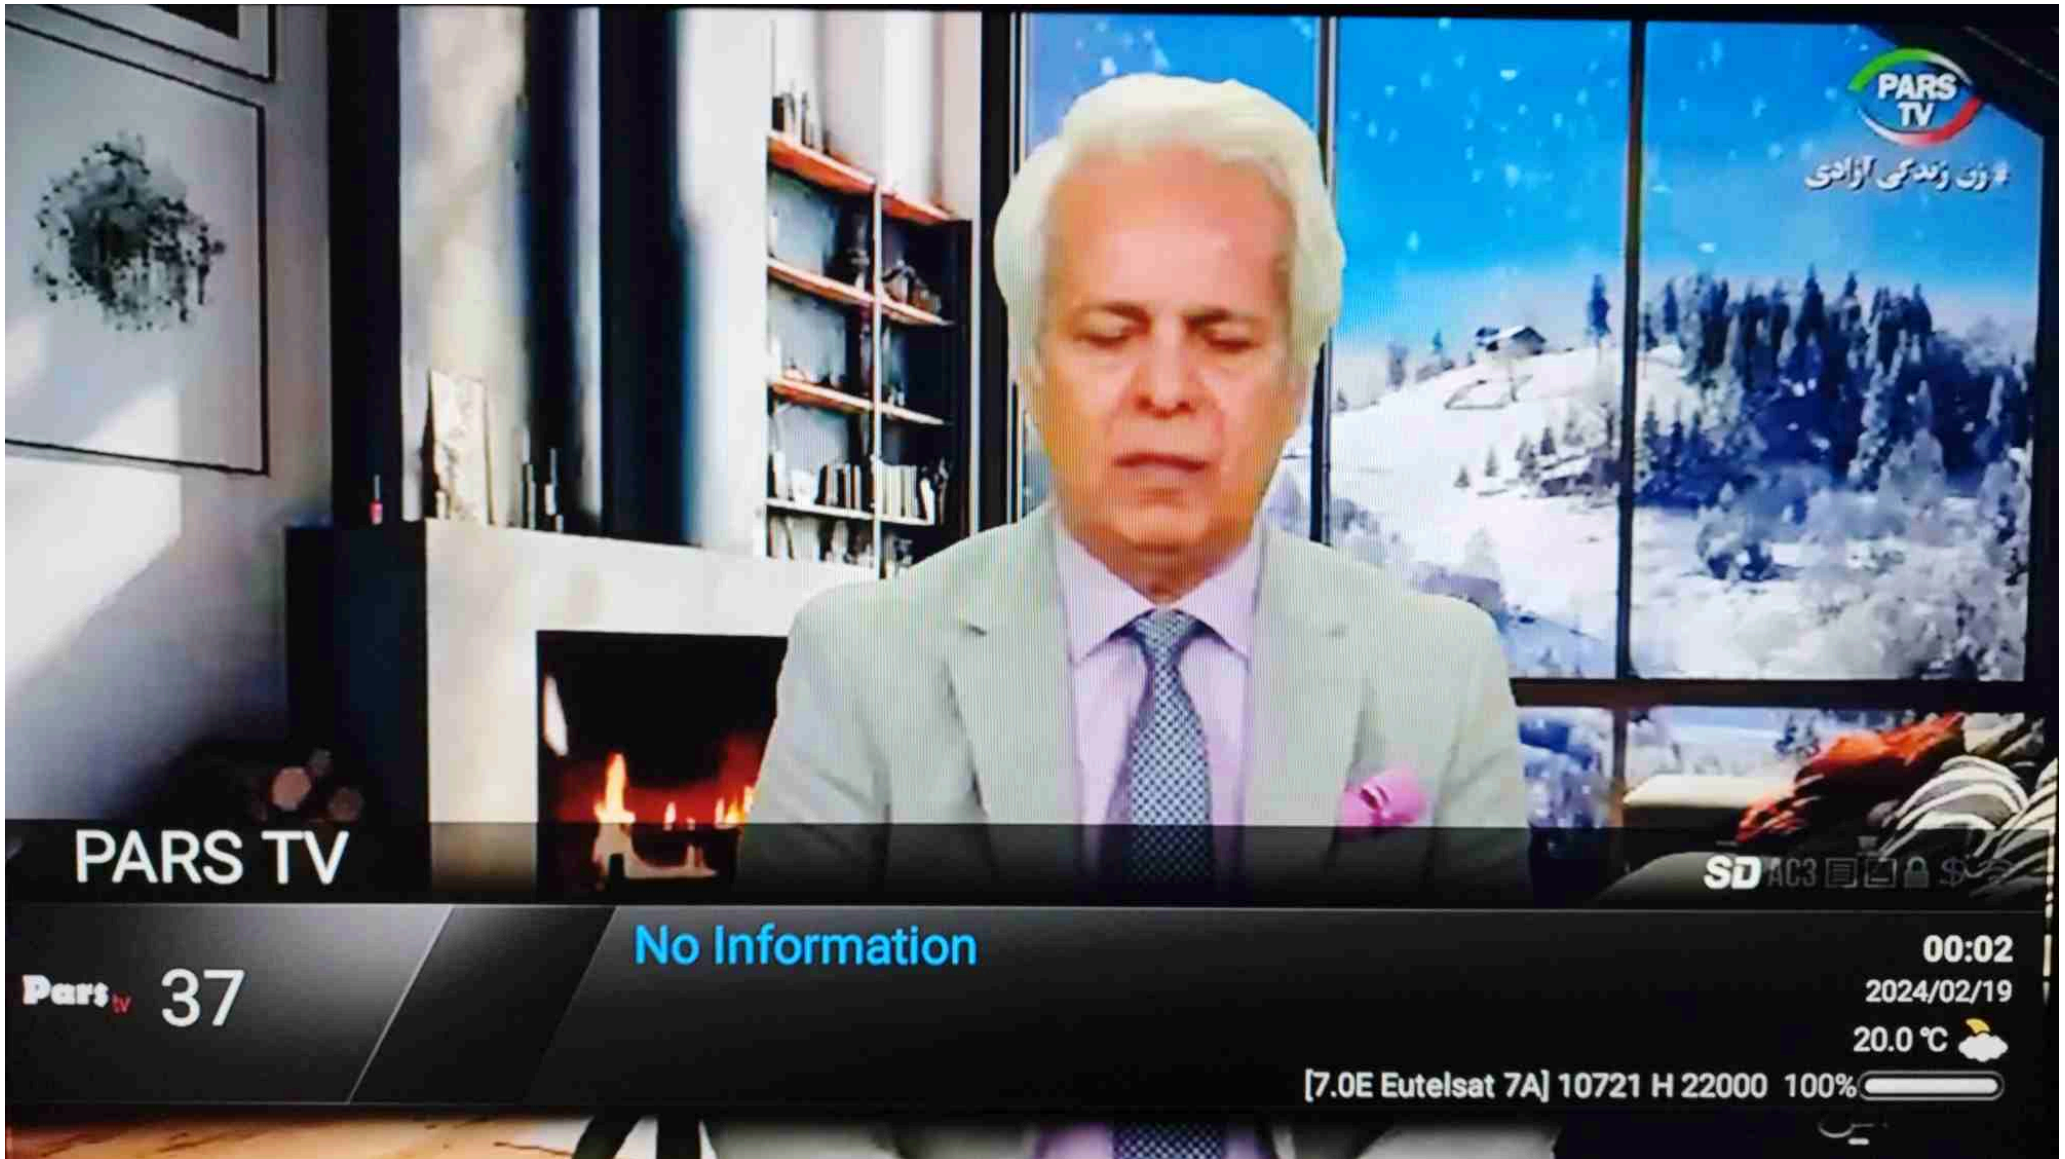 PARS
TV
# زن زندگی آزادی
PARS TV
SD AC3 $
No Information
Pars tv 37
00:02
2024/02/19
20.0 °C
[7.0E Eutelsat 7A] 10721 H 22000 100%